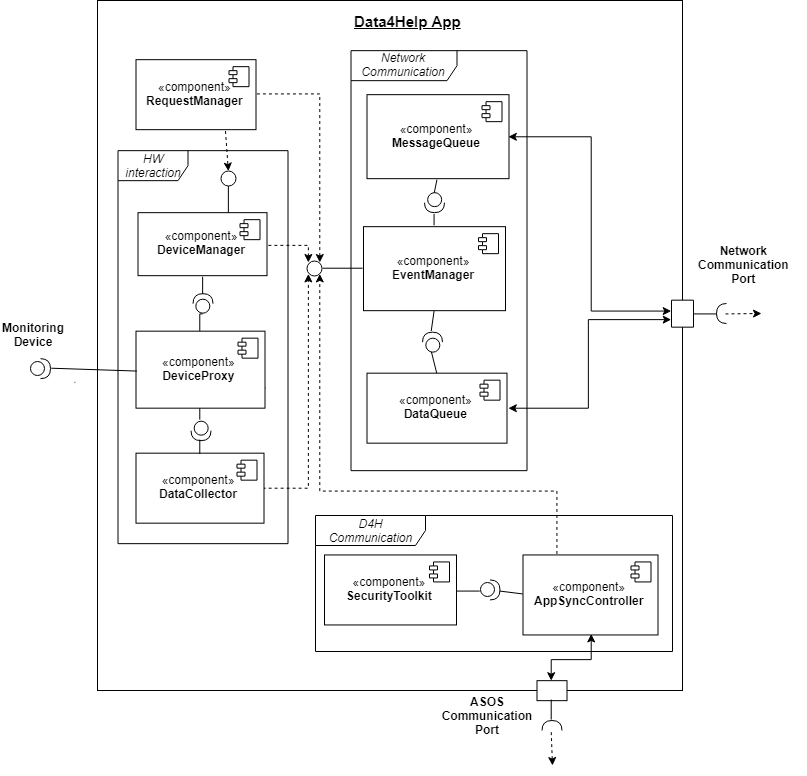 Data4Help App
«component»
RequestManager
Network
Communication
«component»
MessageQueue
HW
interaction
«component»
DeviceManager
«component»
EventManager
Network
Communication
Port
Monitoring
Device
«component»
DeviceProxy
«component»
DataQueue
«component»
DataCollector
D4H
Communication
«component»
SecurityToolkit
«component»
AppSyncController
ASOS
Communication
Port